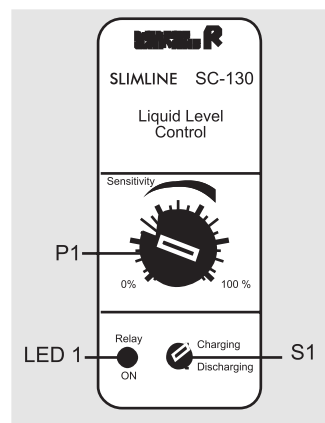 SLIMLINE SC-130
Liquid Level
Control
Sensitivity
P1
0%
100 %
Relay
Charging
LED 1
S1
ON
Discharging